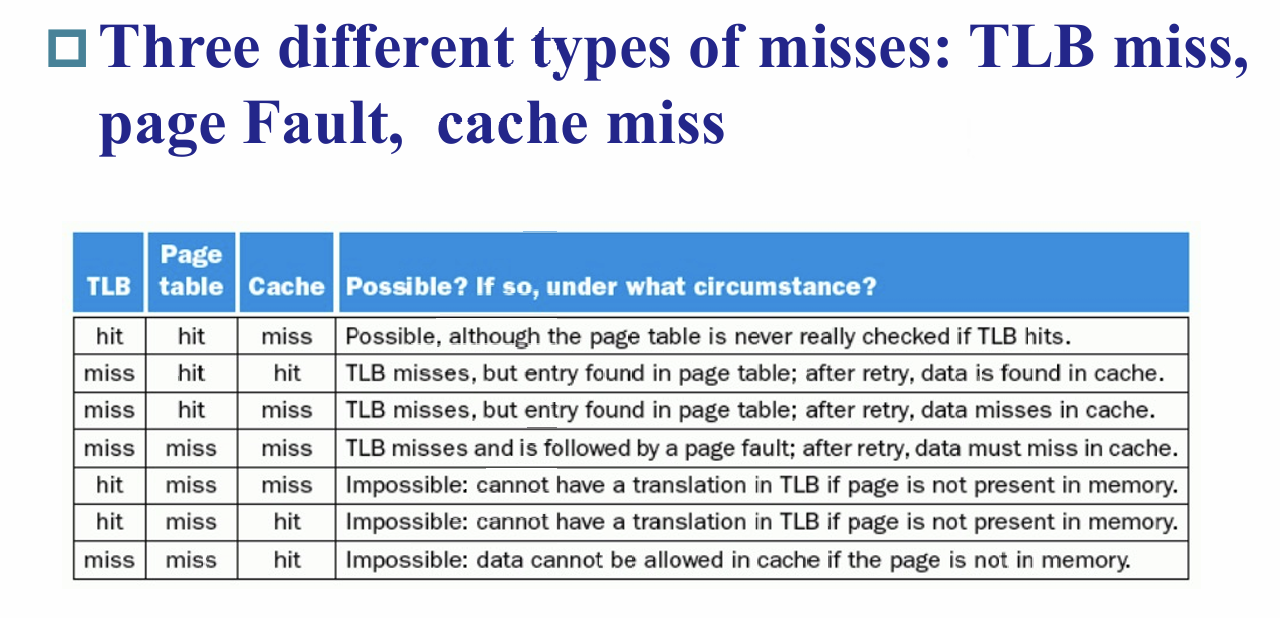 Three different types of misses: TLB miss,
page Fault, cache miss
TLB Page table Cache Possible? If so, under what circumstance?
hit hit miss Possible, although the page table is never really checked if TLB hits.
miss hit hit TLB misses, but entry found in page table; after retry, data is found in cache.
miss hit miss TLB misses, but entry found in page table; after retry, data misses in cache.
miss miss miss TLB misses and is followed by a page fault; after retry, data must miss in cache.
hit miss miss Impossible: cannot have a translation in TLB if page is not present in memory.
hit miss hit Impossible: cannot have a translation in TLB if page is not present in memory.
miss miss hit Impossible: data cannot be allowed in cache if the page is not in memory.